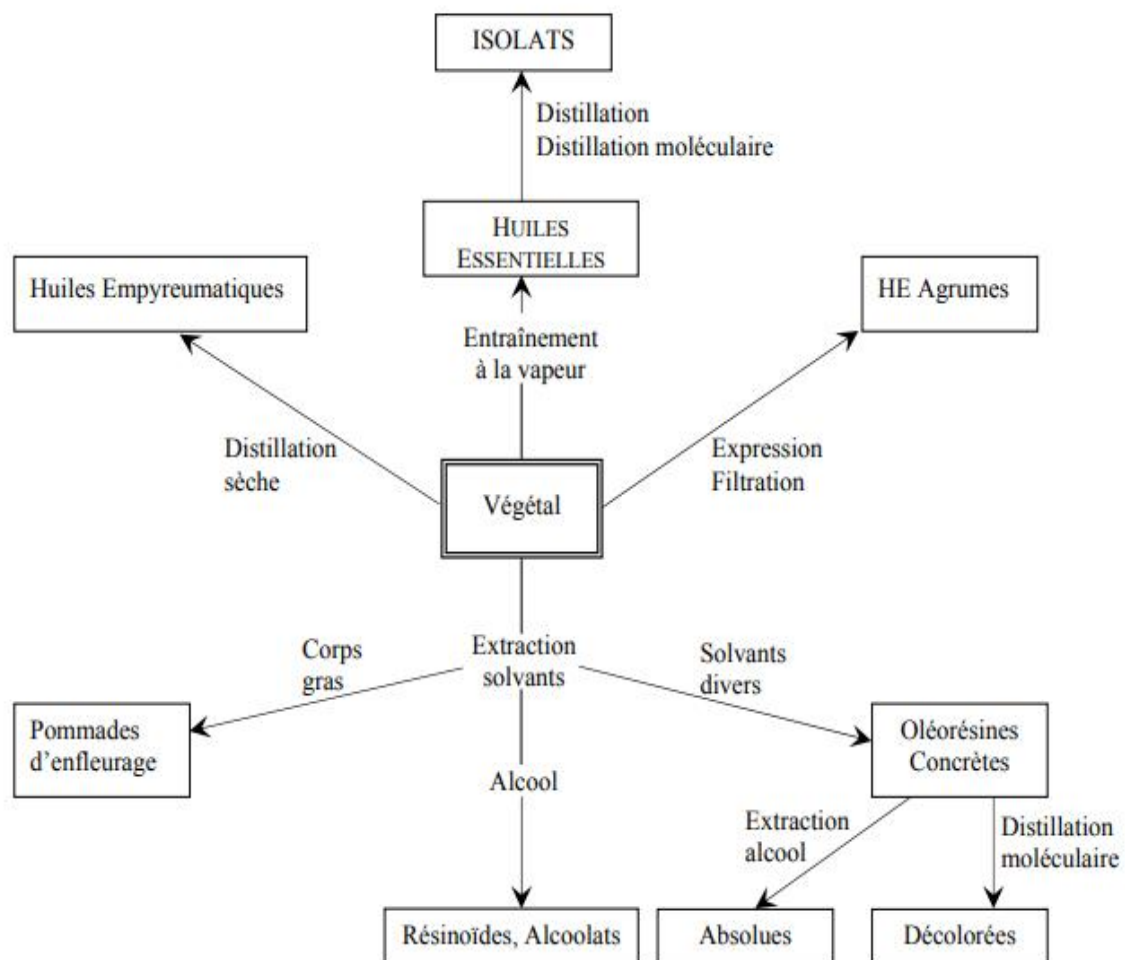 ISOLATS
Distillation
Distillation moléculaire
HUILES
ESSENTIELLES
Huiles Empyreumatiques
HE Agrumes
Entraînement
à la vapeur
Distillation
sèche
Expression
Filtration
Végétal
Corps
gras
Extraction
solvants
Solvants
divers
Pommades
d’enfleurage
Oléorésines
Concrètes
Alcool
Extraction
alcool
Distillation
moléculaire
Résinoïdes, Alcoolats
Absolues
Décolorées